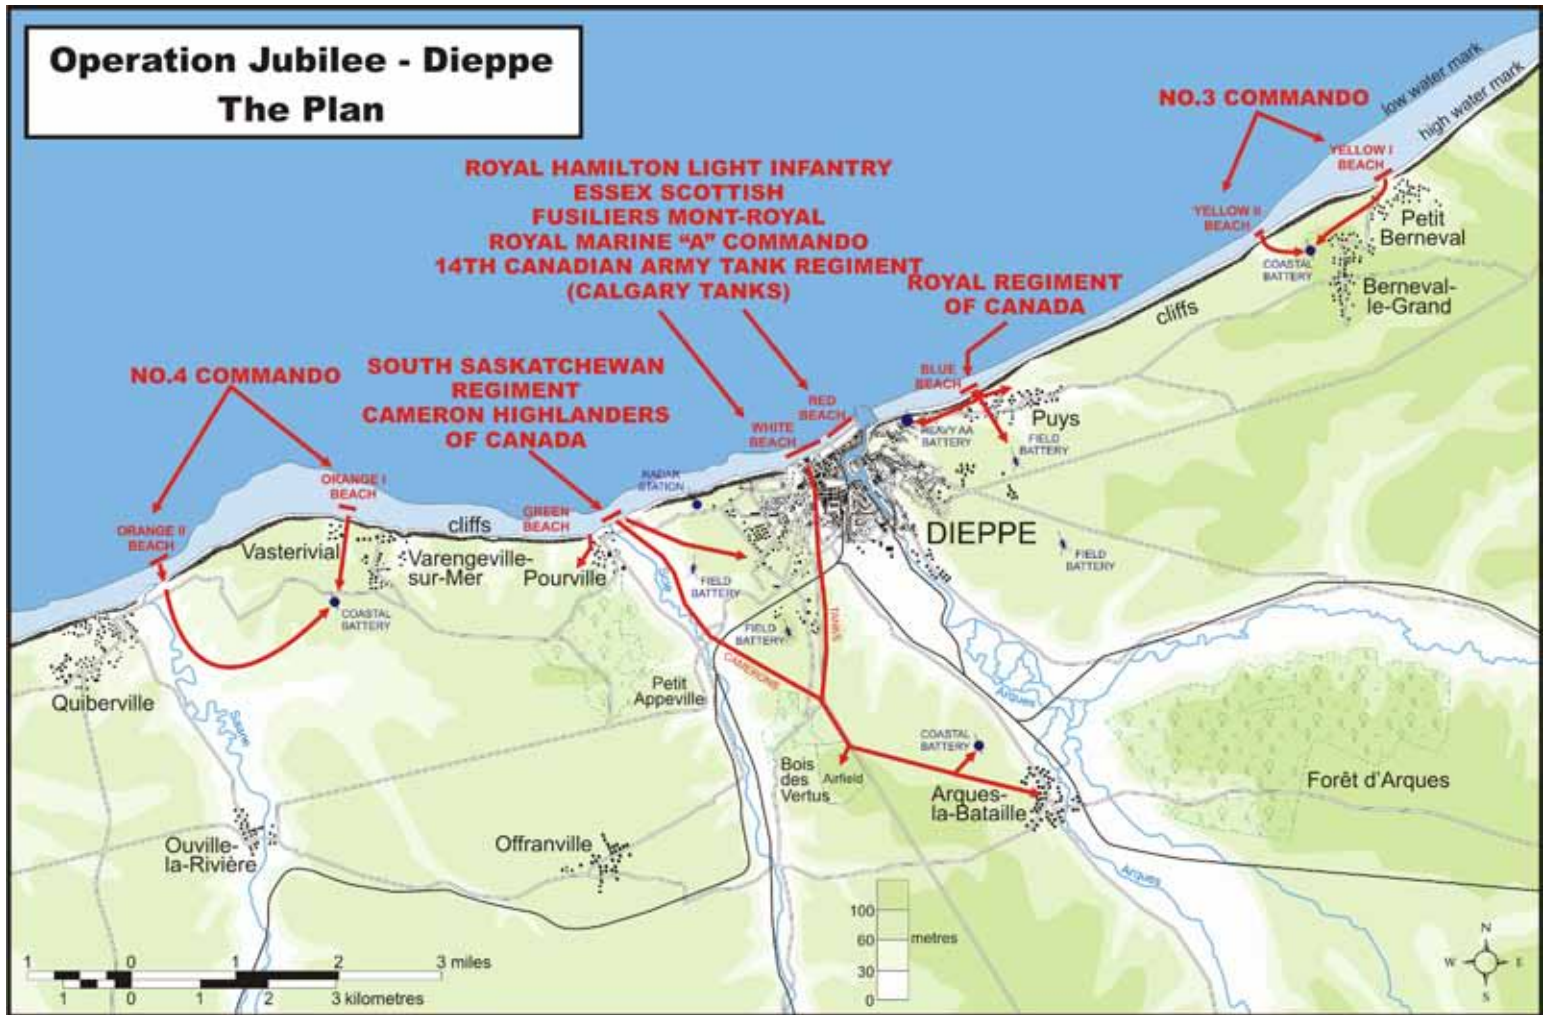 Operation Jubilee - Dieppe
The Plan
low water mark
high water mark
NO.3 COMMANDO
YELLOW I
BEACH
YELLOW II
BEACH
Petit
Berneval
COASTAL
BATTERY
Berneval-
le-Grand
cliffs
ROYAL HAMILTON LIGHT INFANTRY
ESSEX SCOTTISH
FUSILIERS MONT-ROYAL
ROYAL MARINE “A” COMMANDO
14TH CANADIAN ARMY TANK REGIMENT
(CALGARY TANKS)
ROYAL REGIMENT
OF CANADA
NO.4 COMMANDO
SOUTH SASKATCHEWAN
REGIMENT
CAMERON HIGHLANDERS
OF CANADA
BLUE
BEACH
RED
BEACH
WHITE
BEACH
HEAVY AA
BATTERY
Puys
FIELD
BATTERY
RADAR
STATION
ORANGE I
BEACH
ORANGE II
BEACH
cliffs
GREEN
BEACH
DIEPPE
Vasterivial
Varengeville-
sur-Mer
Pourville
Scie
FIELD
BATTERY
FIELD
BATTERY
COASTAL
BATTERY
FIELD
BATTERY
TANKS
CAMERONS
Quiberville
Saane
Petit
Appeville
Arques
COASTAL
BATTERY
Bois
des
Vertus
Airfield
Arques-
la-Bataille
Forêt d’Arques
Ouville-
la-Rivière
Offranville
Arques
100
60
30
0
metres
1 0 1 2 3 miles
1 0 1 2 3 kilometres
N
W E
S